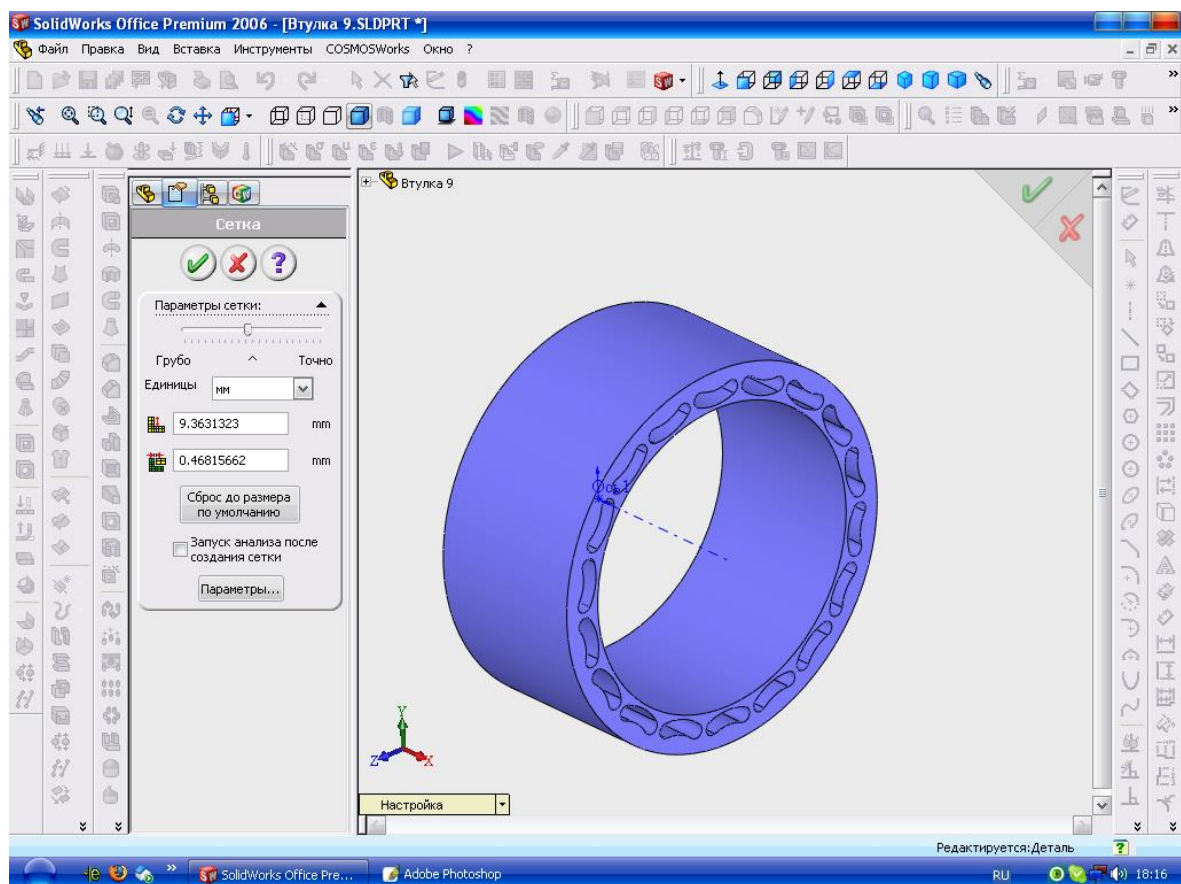 SolidWorks Office Premium 2006 - [Втулка 9.SLDPRT *]
Файл Правка Вид Вставка Инструменты COSMOSWorks Окно ?
Втулка 9
Сетка
Параметры сетки:
Грубо ^ Точно
Единицы мм
9.3631323 mm
0.46815662 mm
Сброс до размера
по умолчанию
Запуск анализа после
создания сетки
Параметры...
Ось1
Y
Z X
Настройка
Редактируется:Деталь
SolidWorks Office Pre... Adobe Photoshop RU 18:16